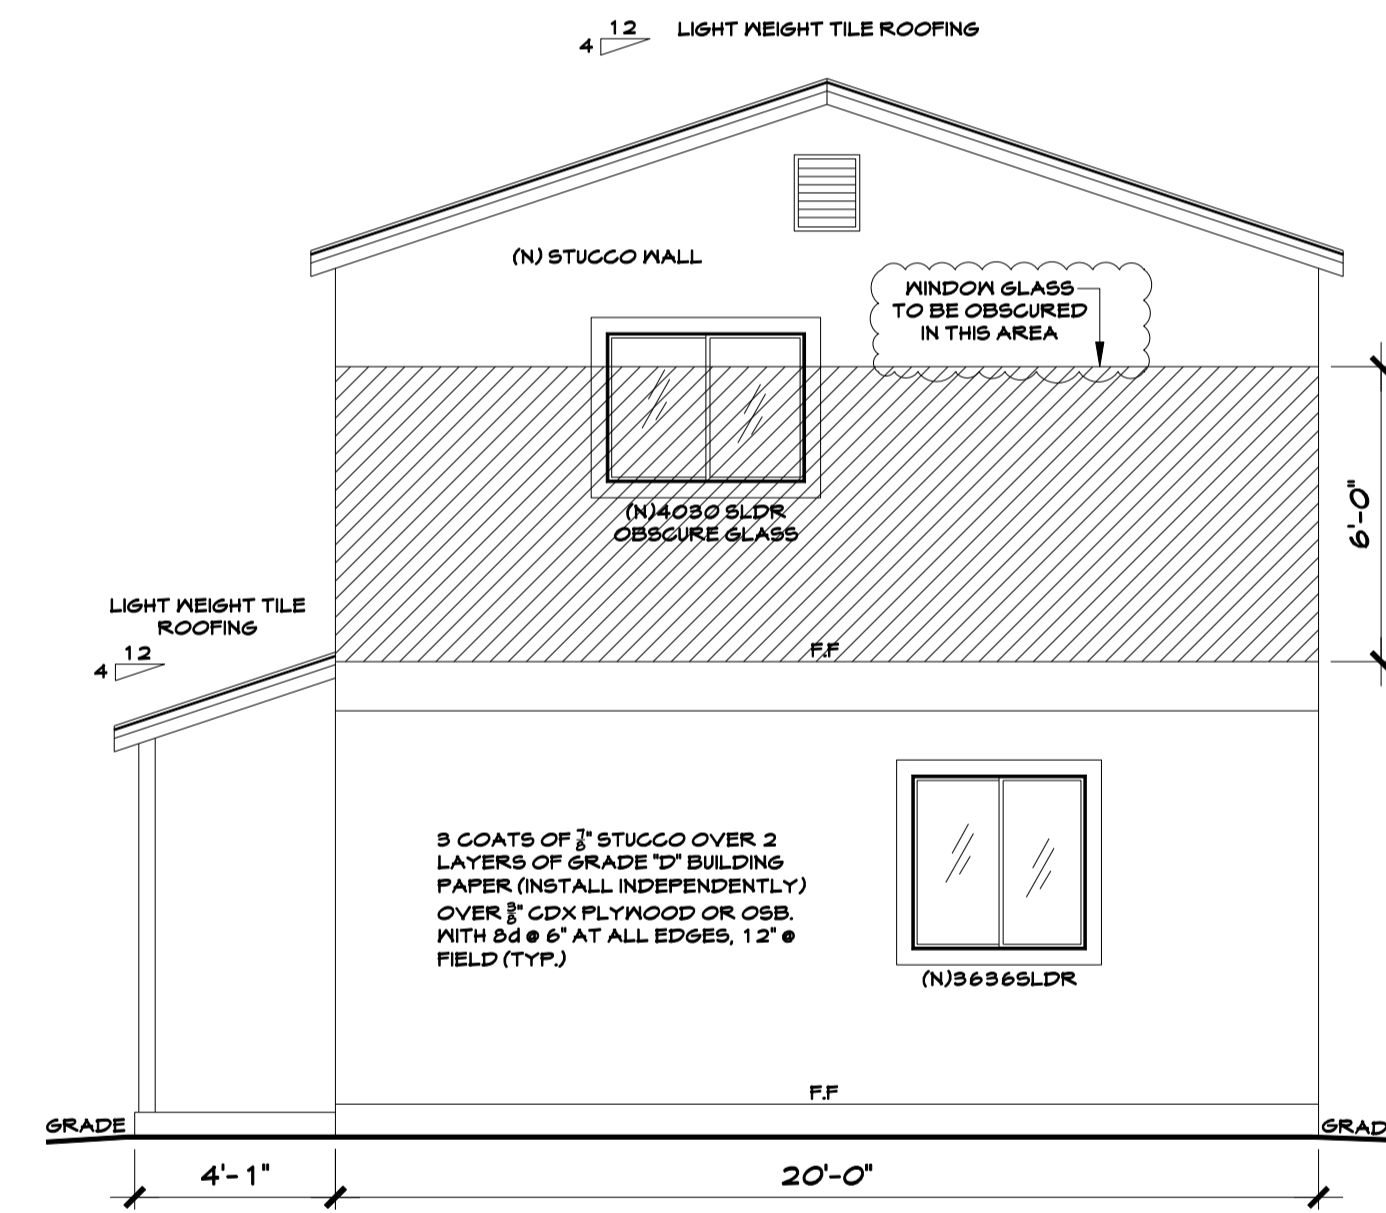 12
4
LIGHT WEIGHT TILE ROOFING
(N) STUCCO WALL
WINDOW GLASS
TO BE OBSCURED
IN THIS AREA
6'-0"
(N)4030 SLDR
OBSCURE GLASS
LIGHT WEIGHT TILE
ROOFING
12
4
F.F
3 COATS OF 7/8" STUCCO OVER 2
LAYERS OF GRADE "D" BUILDING
PAPER (INSTALL INDEPENDENTLY)
OVER 3/8" CDX PLYWOOD OR OSB.
WITH 8d @ 6" AT ALL EDGES, 12" @
FIELD (TYP.)
(N)3636SLDR
F.F
GRADE
GRAD
4'-1"
20'-0"